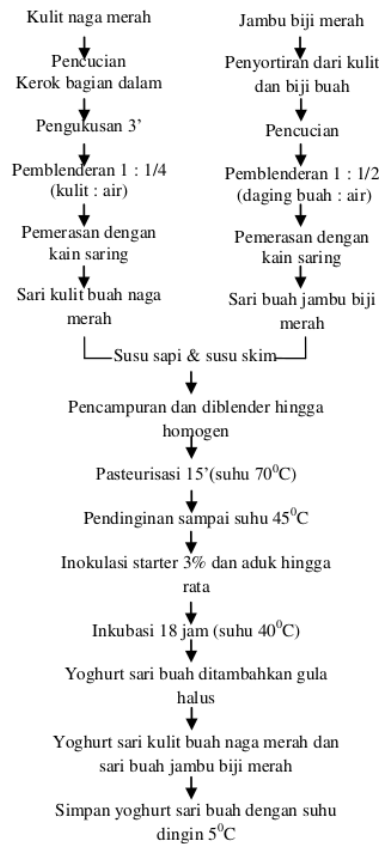 Kulit naga merah
Pencucian
Kerok bagian dalam
Pengukusan 3’
Pemblenderan 1 : 1/4
(kulit : air)
Pemerasan dengan
kain saring
Sari kulit buah naga
merah
Jambu biji merah
Penyortiran dari kulit
dan biji buah
Pencucian
Pemblenderan 1 : 1/2
(daging buah : air)
Pemerasan dengan
kain saring
Sari buah jambu biji
merah
Susu sapi & susu skim
Pencampuran dan diblender hingga
homogen
Pasteurisasi 15’(suhu 70⁰C)
Pendinginan sampai suhu 45⁰C
Inokulasi starter 3% dan aduk hingga
rata
Inkubasi 18 jam (suhu 40⁰C)
Yoghurt sari buah ditambahkan gula
halus
Yoghurt sari kulit buah naga merah dan
sari buah jambu biji merah
Simpan yoghurt sari buah dengan suhu
dingin 5⁰C